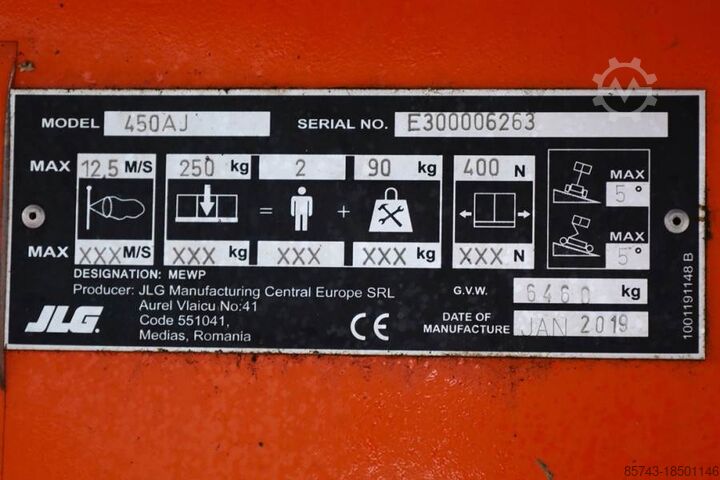 MODEL 450AJ SERIAL NO. E300006263
MAX 12,5 M/S 250 kg 2 90 kg 400 N MAX 5°
= +
MAX XXX M/S XXX kg XXX XXX kg XXX N MAX 5°
DESIGNATION: MEWP
Producer: JLG Manufacturing Central Europe SRL
Aurel Vlaicu No:41
Code 551041,
Medias, Romania
JLG.
CE
G.V.W. 6460 kg
DATE OF MANUFACTURE JAN 2019
1001191148 B
85743-18501146